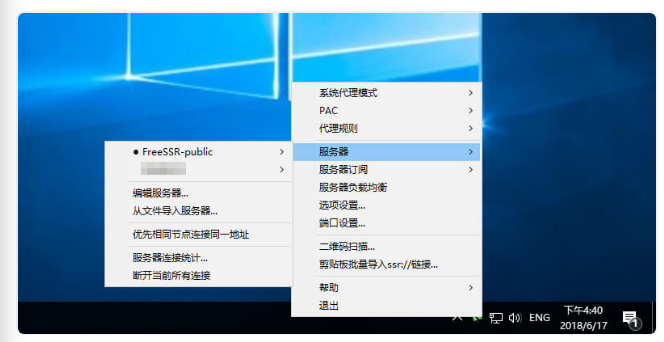 系统代理模式
PAC
代理规则
服务器
服务器订阅
服务器负载均衡
选项设置...
端口设置...
二维码扫描...
剪贴板批量导入ssr://链接...
帮助
退出
● FreeSSR-public
编辑服务器...
从文件导入服务器...
优先相同节点连接同一地址
服务器连接统计...
断开当前所有连接
ENG
下午4:40
2018/6/17
1